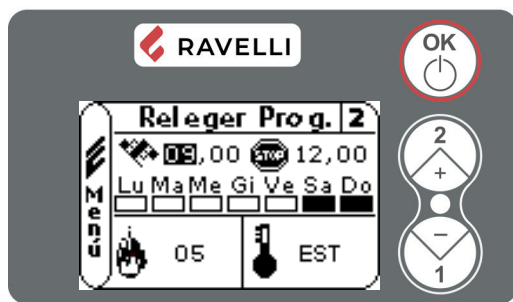 RAVELLI
OK
Releger Prog. 2
09,00 STOP 12,00
Lu Ma Me Gi Ve Sa Do
Menú
05 EST
2
+
−
1